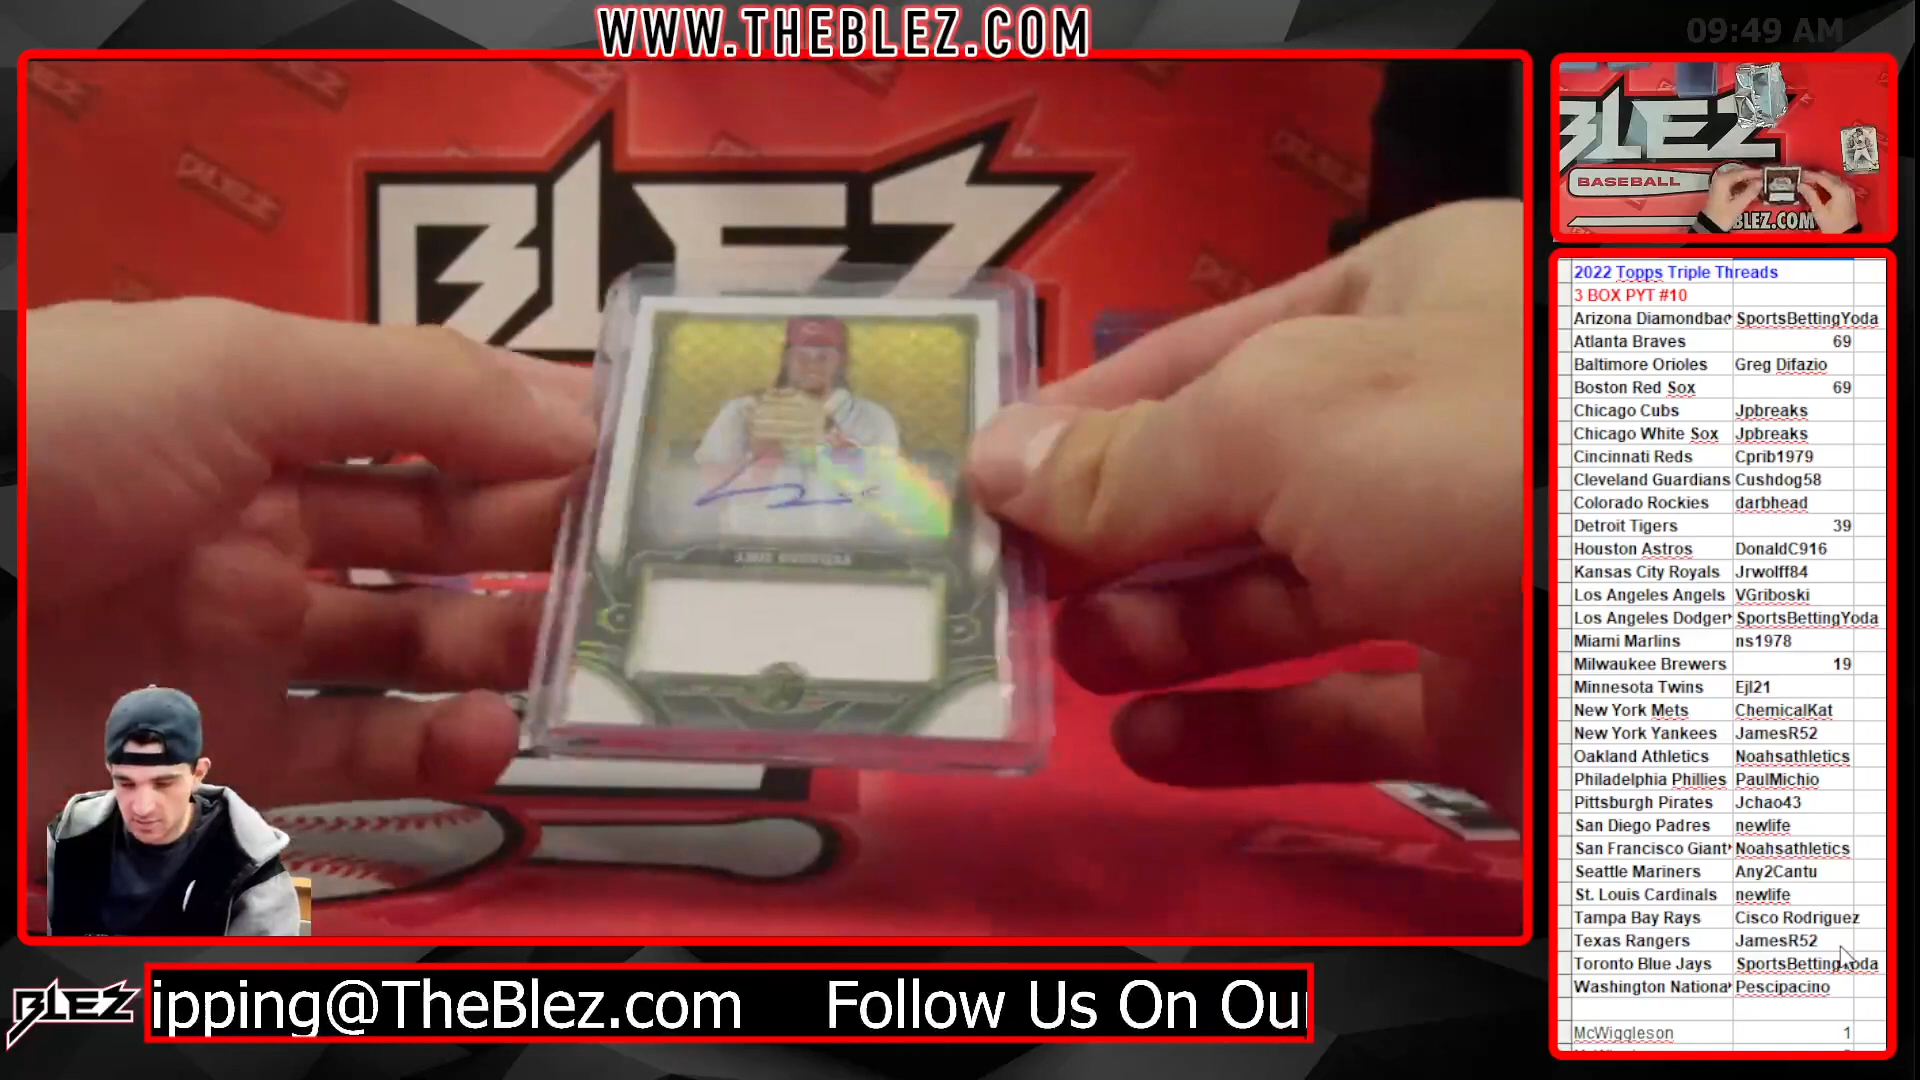 WWW.THEBLEZ.COM
09:49 AM
BLEZ
BLEZ
BASEBALL
BLEZ.COM
2022 Topps Triple Threads
3 BOX PYT #10
Arizona Diamondbac SportsBettingYoda
Atlanta Braves 69
Baltimore Orioles Greg Difazio
Boston Red Sox 69
Chicago Cubs Jpbreaks
Chicago White Sox Jpbreaks
Cincinnati Reds Cprib1979
Cleveland Guardians Cushdog58
Colorado Rockies darbhead
Detroit Tigers 39
Houston Astros DonaldC916
Kansas City Royals Jrwolff84
Los Angeles Angels VGriboski
Los Angeles Dodger SportsBettingYoda
Miami Marlins ns1978
Milwaukee Brewers 19
Minnesota Twins Ejl21
New York Mets ChemicalKat
New York Yankees JamesR52
Oakland Athletics Noahsathletics
Philadelphia Phillies PaulMichio
Pittsburgh Pirates Jchao43
San Diego Padres newlife
San Francisco Giant Noahsathletics
Seattle Mariners Any2Cantu
St. Louis Cardinals newlife
Tampa Bay Rays Cisco Rodriguez
Texas Rangers JamesR52
Toronto Blue Jays SportsBettingYoda
Washington Nationa Pescipacino
McWiggleson 1
BLEZ
ipping@TheBlez.com Follow Us On Our